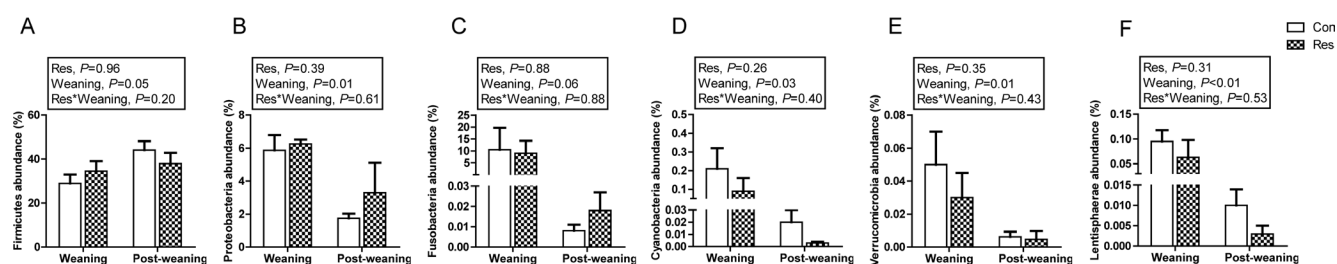 A
Res, P=0.96
Weaning, P=0.05
Res*Weaning, P=0.20
Firmicutes abundance (%)
60
40
20
0
Weaning Post-weaning
B
Res, P=0.39
Weaning, P=0.01
Res*Weaning, P=0.61
Proteobacteria abundance (%)
8
6
4
2
0
Weaning Post-weaning
C
Res, P=0.88
Weaning, P=0.06
Res*Weaning, P=0.88
Fusobacteria abundance (%)
25
20
15
10
5
0.03
0.02
0.01
0.00
Weaning Post-weaning
D
Res, P=0.26
Weaning, P=0.03
Res*Weaning, P=0.40
Cyanobacteria abundance (%)
0.5
0.4
0.3
0.2
0.1
0.03
0.02
0.01
0.00
Weaning Post-weaning
E
Res, P=0.35
Weaning, P=0.01
Res*Weaning, P=0.43
Verrucomicrobia abundance (%)
0.08
0.06
0.04
0.02
0.00
Weaning Post-weaning
F
Res, P=0.31
Weaning, P<0.01
Res*Weaning, P=0.53
Lentisphaerae abundance (%)
0.15
0.10
0.05
0.015
0.010
0.005
0.000
Weaning Post-weaning
Con
Res